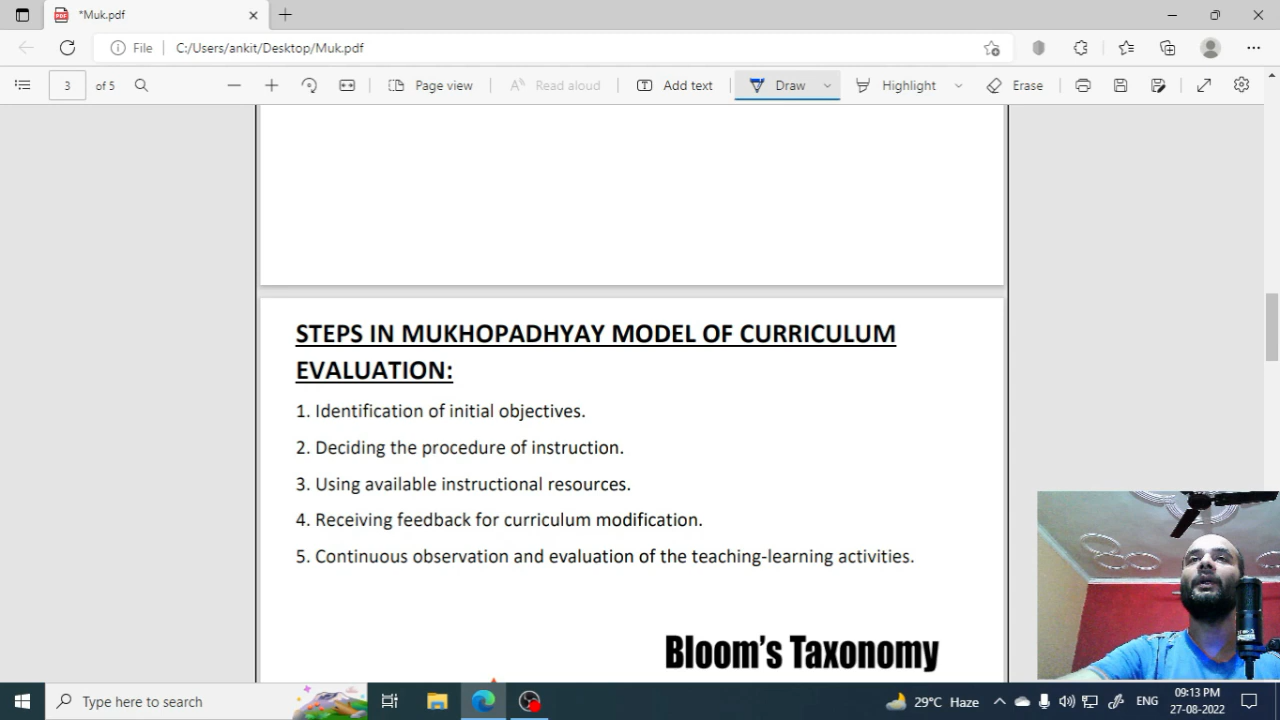 *Muk.pdf
File C:/Users/ankit/Desktop/Muk.pdf
3 of 5 Page view Read aloud Add text Draw Highlight Erase
STEPS IN MUKHOPADHYAY MODEL OF CURRICULUM
EVALUATION:
1. Identification of initial objectives.
2. Deciding the procedure of instruction.
3. Using available instructional resources.
4. Receiving feedback for curriculum modification.
5. Continuous observation and evaluation of the teaching-learning activities.
Bloom's Taxonomy
Type here to search
29°C Haze
ENG
09:13 PM
27-08-2022